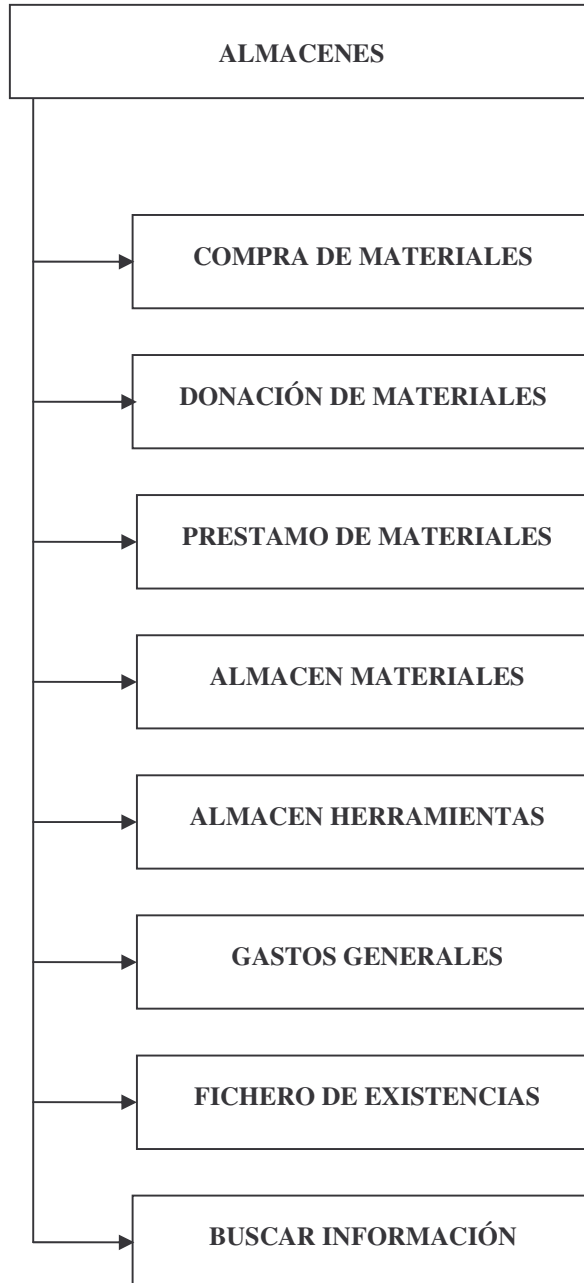 ALMACENES
COMPRA DE MATERIALES
DONACIÓN DE MATERIALES
PRESTAMO DE MATERIALES
ALMACEN MATERIALES
ALMACEN HERRAMIENTAS
GASTOS GENERALES
FICHERO DE EXISTENCIAS
BUSCAR INFORMACIÓN